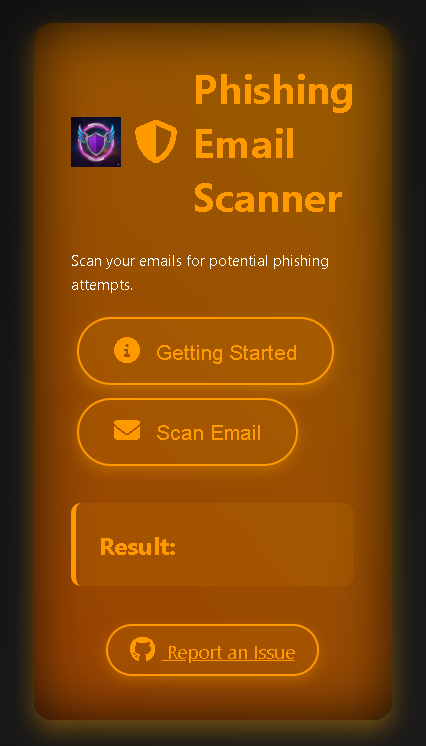 Phishing
Email
Scanner
Scan your emails for potential phishing
attempts.
Getting Started
Scan Email
Result:
Report an Issue